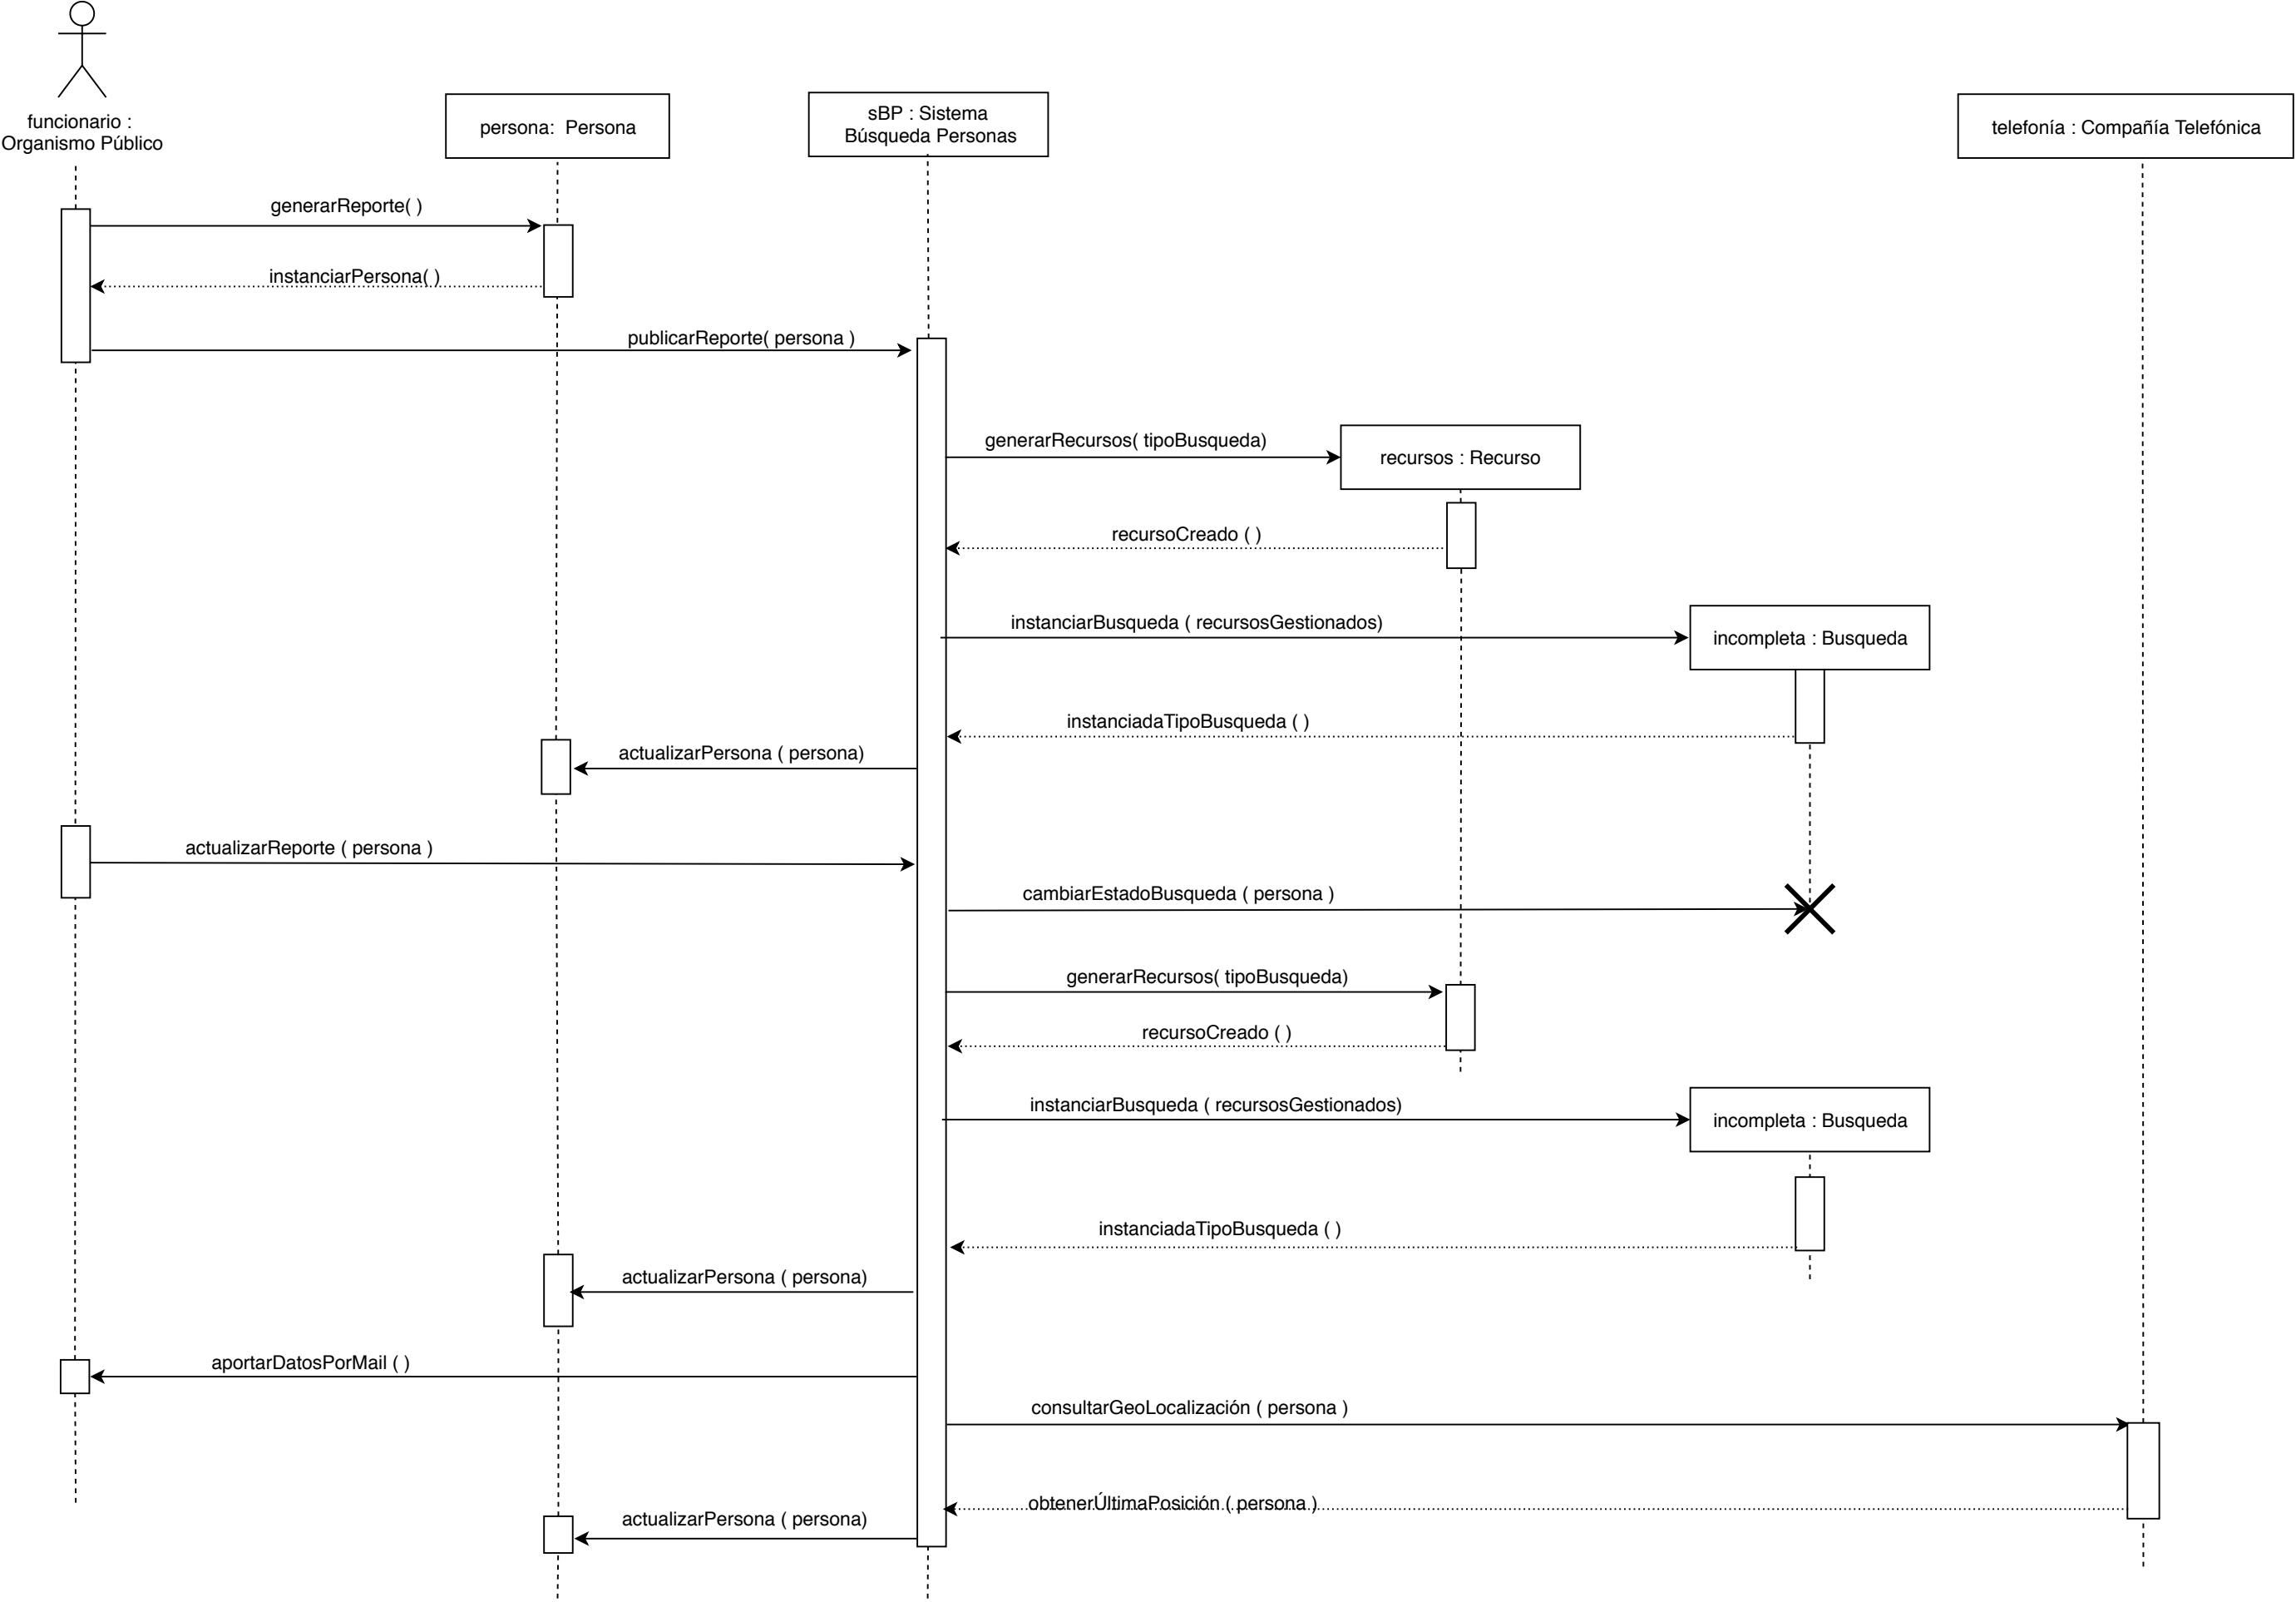 funcionario :
Organismo Público
persona:  Persona
sBP : Sistema
Búsqueda Personas
telefonía : Compañía Telefónica
generarReporte( )
instanciarPersona( )
publicarReporte( persona )
generarRecursos( tipoBusqueda)
recursos : Recurso
recursoCreado ( )
instanciarBusqueda ( recursosGestionados)
incompleta : Busqueda
instanciadaTipoBusqueda ( )
actualizarPersona ( persona)
actualizarReporte ( persona )
cambiarEstadoBusqueda ( persona )
generarRecursos( tipoBusqueda)
recursoCreado ( )
instanciarBusqueda ( recursosGestionados)
incompleta : Busqueda
instanciadaTipoBusqueda ( )
actualizarPersona ( persona)
aportarDatosPorMail ( )
consultarGeoLocalización ( persona )
obtenerÚltimaPosición ( persona )
actualizarPersona ( persona)